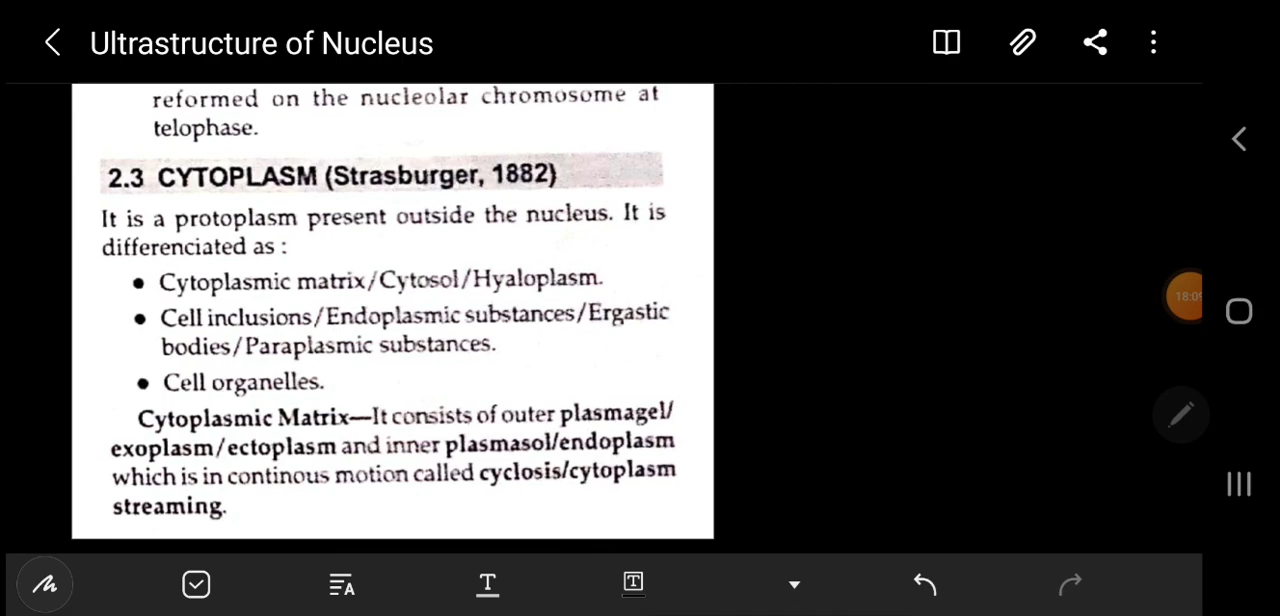 Ultrastructure of Nucleus
reformed on the nucleolar chromosome at
telophase.
2.3 CYTOPLASM (Strasburger, 1882)
It is a protoplasm present outside the nucleus. It is
differenciated as :
• Cytoplasmic matrix/Cytosol/Hyaloplasm.
• Cell inclusions/Endoplasmic substances/Ergastic
bodies/Paraplasmic substances.
• Cell organelles.
Cytoplasmic Matrix—It consists of outer plasmagel/
exoplasm/ectoplasm and inner plasmasol/endoplasm
which is in continous motion called cyclosis/cytoplasm
streaming.
18:09